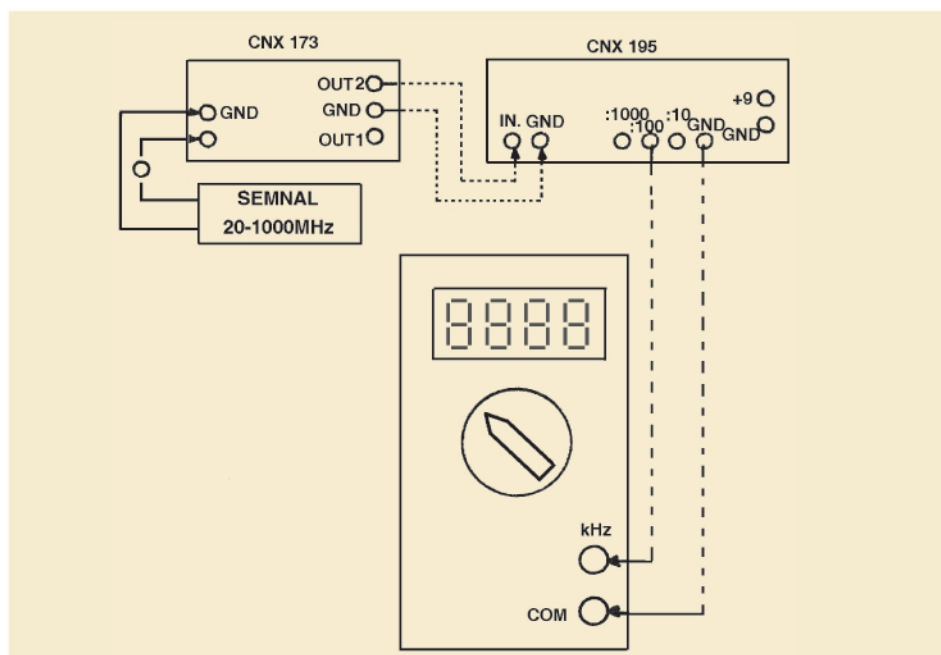 CNX 173
CNX 195
OUT2
GND
GND
OUT1
IN. GND
:1000
:100
:10
GND
+9
GND
SEMNAL
20-1000MHz
8888
kHz
COM